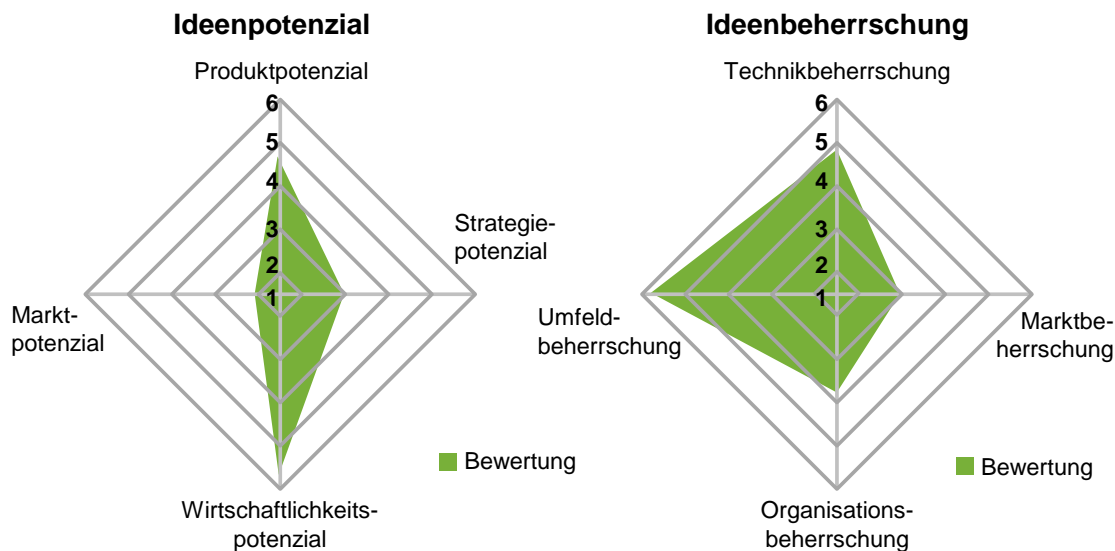 Ideenpotenzial
Produktpotenzial
6
5
4
3
2
1
Strategie-
potenzial
Markt-
potenzial
Wirtschaftlichkeits-
potenzial
Bewertung
Ideenbeherrschung
Technikbeherrschung
6
5
4
3
2
1
Umfeld-
beherrschung
Marktbe-
herrschung
Organisations-
beherrschung
Bewertung